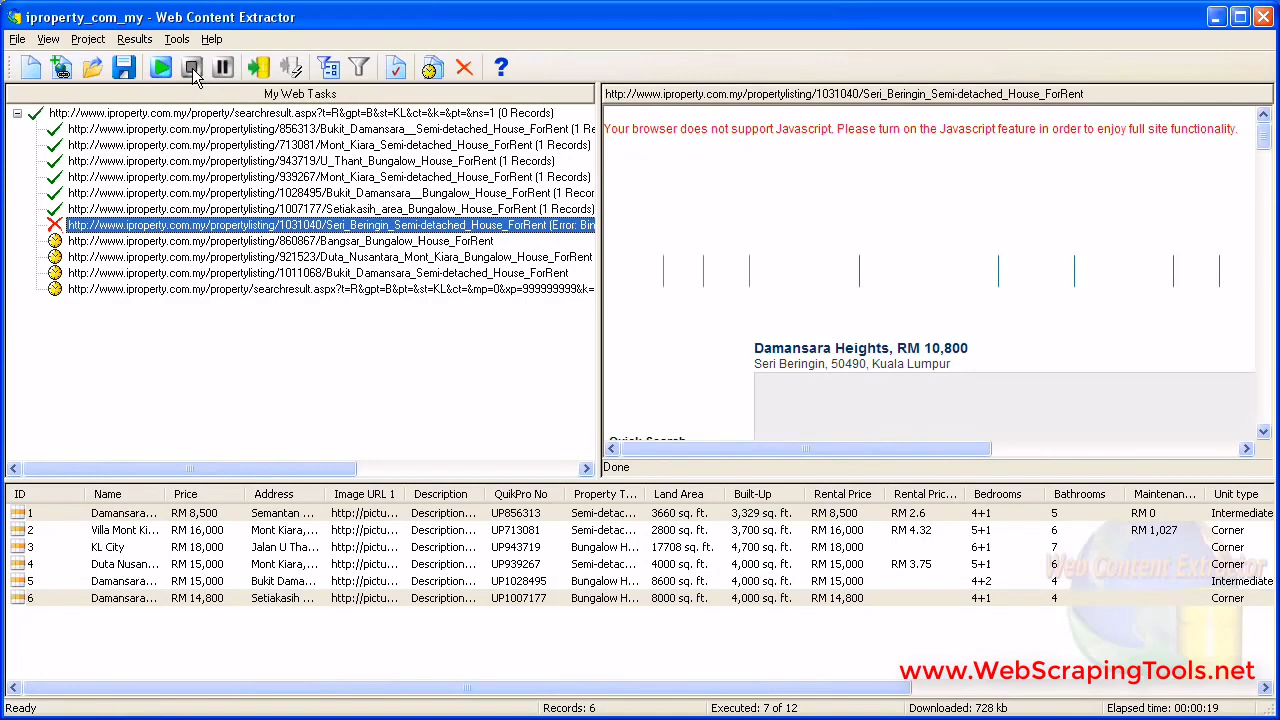 iproperty_com_my - Web Content Extractor
File View Project Results Tools Help
My Web Tasks
http://www.iproperty.com.my/property/searchresult.aspx?t=R&gpt=B&st=KL&ct=&k=&pt=&ns=1 (0 Records)
http://www.iproperty.com.my/propertylisting/856313/Bukit_Damansara__Semi-detached_House_ForRent (1 Re
http://www.iproperty.com.my/propertylisting/713081/Mont_Kiara_Semi-detached_House_ForRent (1 Records)
http://www.iproperty.com.my/propertylisting/943719/U_Thant_Bungalow_House_ForRent (1 Records)
http://www.iproperty.com.my/propertylisting/939267/Mont_Kiara_Semi-detached_House_ForRent (1 Records)
http://www.iproperty.com.my/propertylisting/1028495/Bukit_Damansara__Bungalow_House_ForRent (1 Recor
http://www.iproperty.com.my/propertylisting/1007177/Setiakasih_area_Bungalow_House_ForRent (1 Records)
http://www.iproperty.com.my/propertylisting/1031040/Seri_Beringin_Semi-detached_House_ForRent (Error: Bin
http://www.iproperty.com.my/propertylisting/860867/Bangsar_Bungalow_House_ForRent
http://www.iproperty.com.my/propertylisting/921523/Duta_Nusantara_Mont_Kiara_Bungalow_House_ForRent
http://www.iproperty.com.my/propertylisting/1011068/Bukit_Damansara_Semi-detached_House_ForRent
http://www.iproperty.com.my/property/searchresult.aspx?t=R&gpt=B&pt=&st=KL&ct=&mp=0&xp=999999999&k=
http://www.iproperty.com.my/propertylisting/1031040/Seri_Beringin_Semi-detached_House_ForRent
Your browser does not support Javascript. Please turn on the Javascript feature in order to enjoy full site functionality.
Damansara Heights, RM 10,800
Seri Beringin, 50490, Kuala Lumpur
Quick Search
Done
ID Name Price Address Image URL 1 Description QuikPro No Property T... Land Area Built-Up Rental Price Rental Pric... Bedrooms Bathrooms Maintenan... Unit type
1 Damansara... RM 8,500 Semantan ... http://pictu... Description... UP856313 Semi-detac... 3660 sq. ft. 3,329 sq. ft. RM 8,500 RM 2.6 4+1 5 RM 0 Intermediate
2 Villa Mont Ki... RM 16,000 Mont Kiara,... http://pictu... Description... UP713081 Semi-detac... 2800 sq. ft. 3,700 sq. ft. RM 16,000 RM 4.32 5+1 6 RM 1,027 Corner
3 KL City RM 18,000 Jalan U Tha... http://pictu... Description... UP943719 Bungalow H... 17708 sq. ft. 4,700 sq. ft. RM 18,000 6+1 7 Corner
4 Duta Nusan... RM 15,000 Mont Kiara,... http://pictu... Description... UP939267 Semi-detac... 4000 sq. ft. 4,000 sq. ft. RM 15,000 RM 3.75 5+1 6 Corner
5 Damansara... RM 15,000 Bukit Dama... http://pictu... Description... UP1028495 Bungalow H... 8600 sq. ft. 4,000 sq. ft. RM 15,000 4+2 4 Intermediate
6 Damansara... RM 14,800 Setiakasih ... http://pictu... Description... UP1007177 Bungalow H... 8000 sq. ft. 4,000 sq. ft. RM 14,800 4+1 4 Corner
Web Content Extractor
www.WebScrapingTools.net
Ready Records: 6 Executed: 7 of 12 Downloaded: 728 kb Elapsed time: 00:00:19